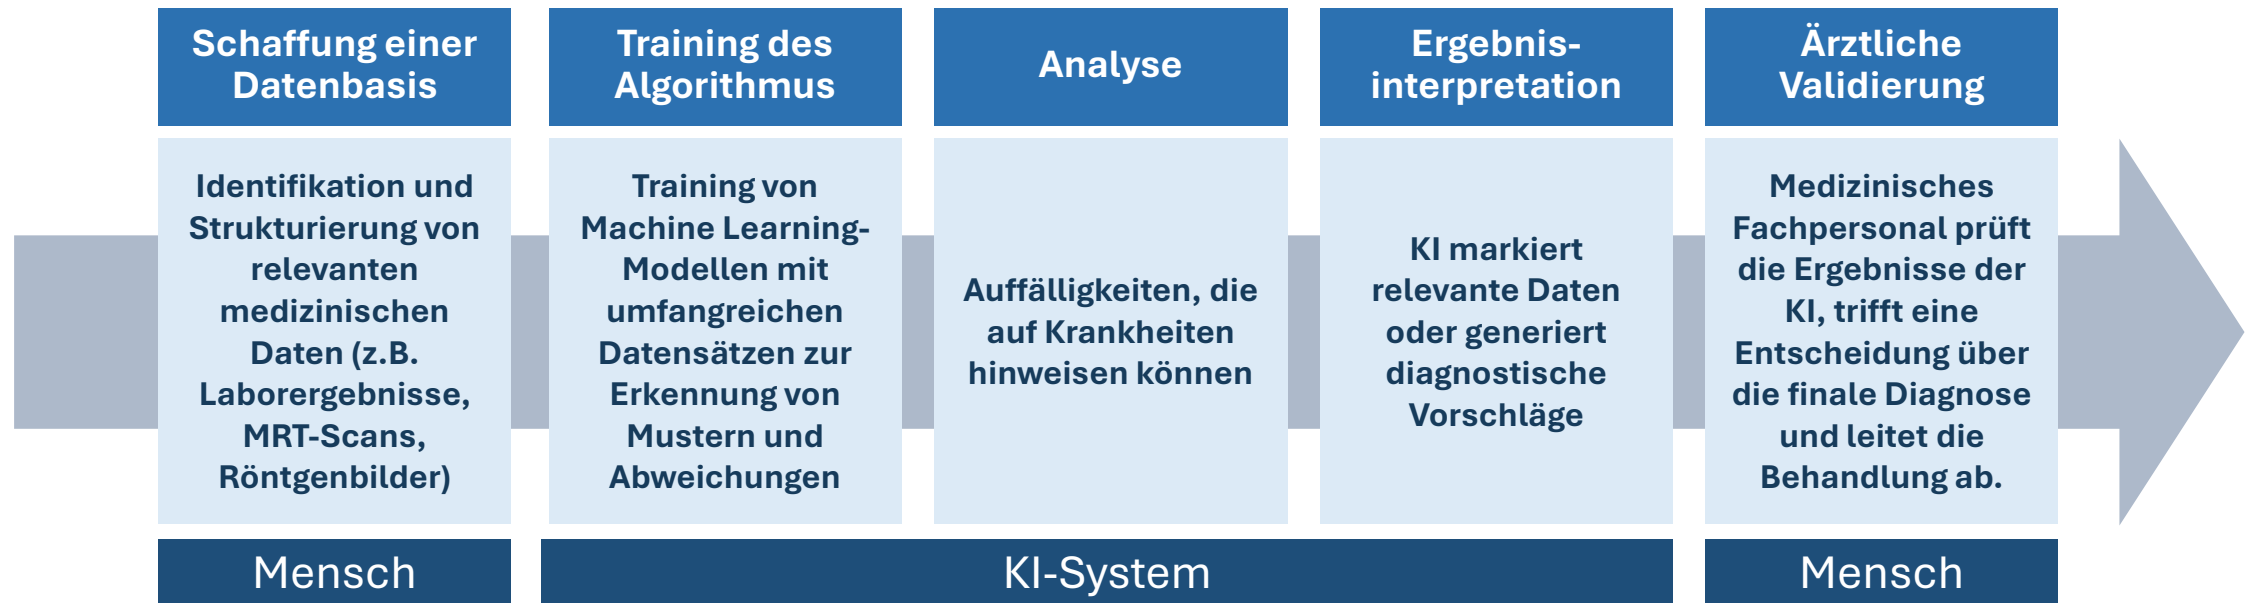 Schaffung einer
Datenbasis
Training des
Algorithmus
Analyse
Ergebnis-
interpretation
Ärztliche
Validierung
Identifikation und
Strukturierung von
relevanten
medizinischen
Daten (z.B.
Laborergebnisse,
MRT-Scans,
Röntgenbilder)
Training von
Machine Learning-
Modellen mit
umfangreichen
Datensätzen zur
Erkennung von
Mustern und
Abweichungen
Auffälligkeiten, die
auf Krankheiten
hinweisen können
KI markiert
relevante Daten
oder generiert
diagnostische
Vorschläge
Medizinisches
Fachpersonal prüft
die Ergebnisse der
KI, trifft eine
Entscheidung über
die finale Diagnose
und leitet die
Behandlung ab.
Mensch
KI-System
Mensch